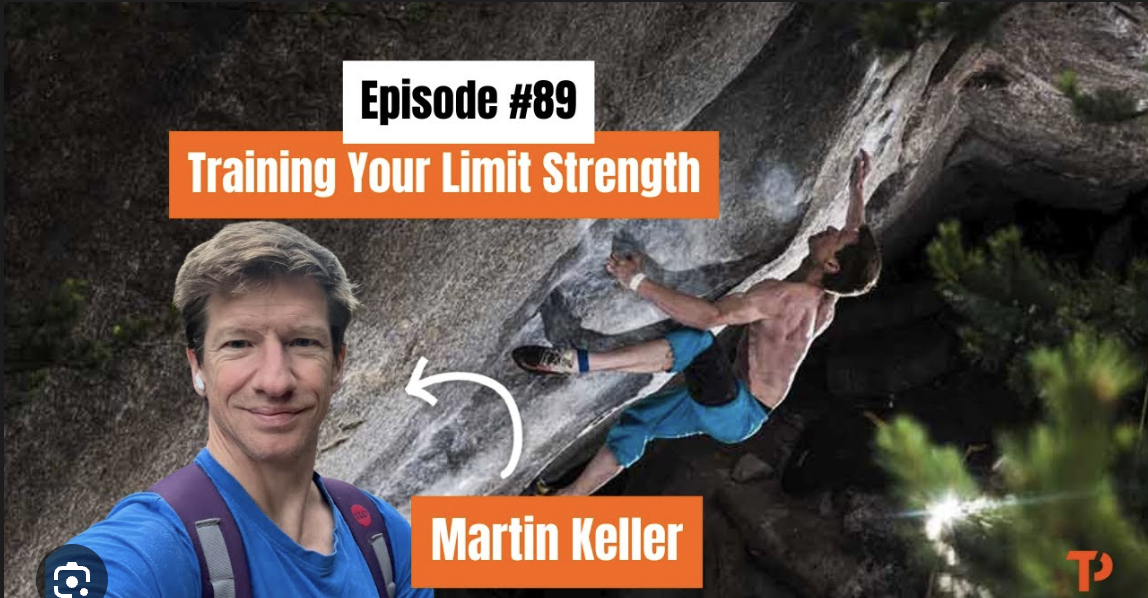 Episode #89
Training Your Limit Strength
Martin Keller
TP